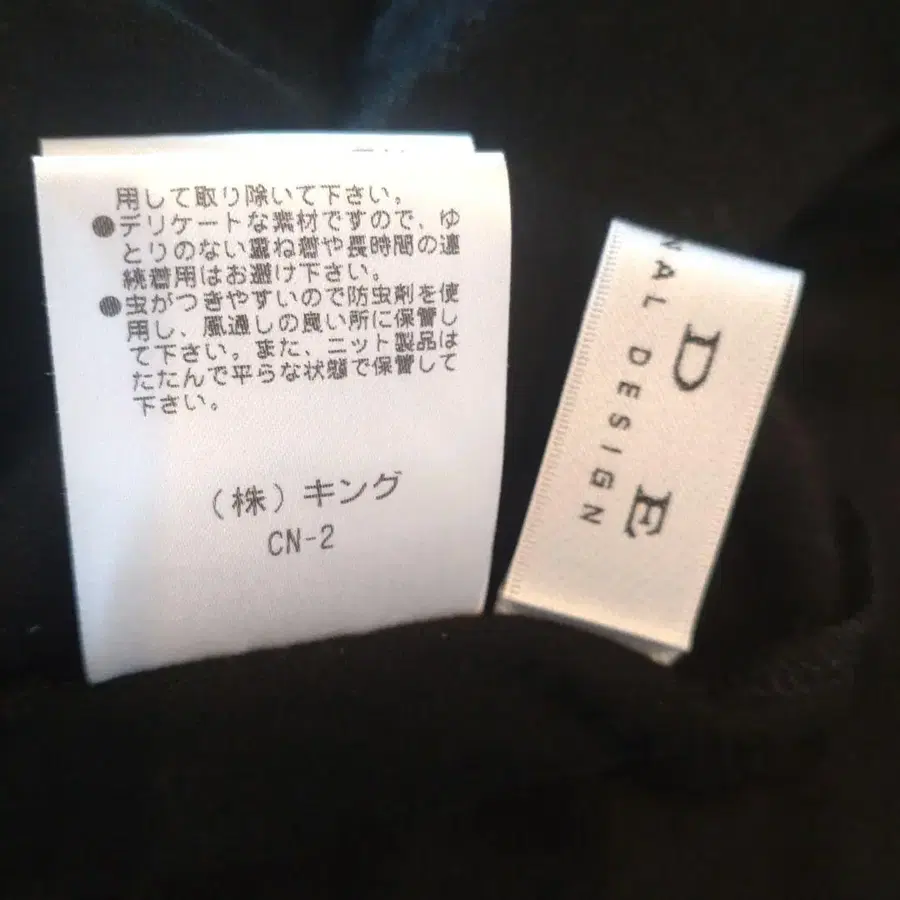 用して取り除いて下さい。
●デリケートな素材ですので、ゆ
とりのない重ね着や長時間の連
続着用はお避け下さい。
●虫がつきやすいので防虫剤を使
用し、風通しの良い所に保管し
て下さい。また、ニット製品は
たたんで平らな状態で保管して
下さい。
(株)キング
CN-2
D E
NAL DESIGN